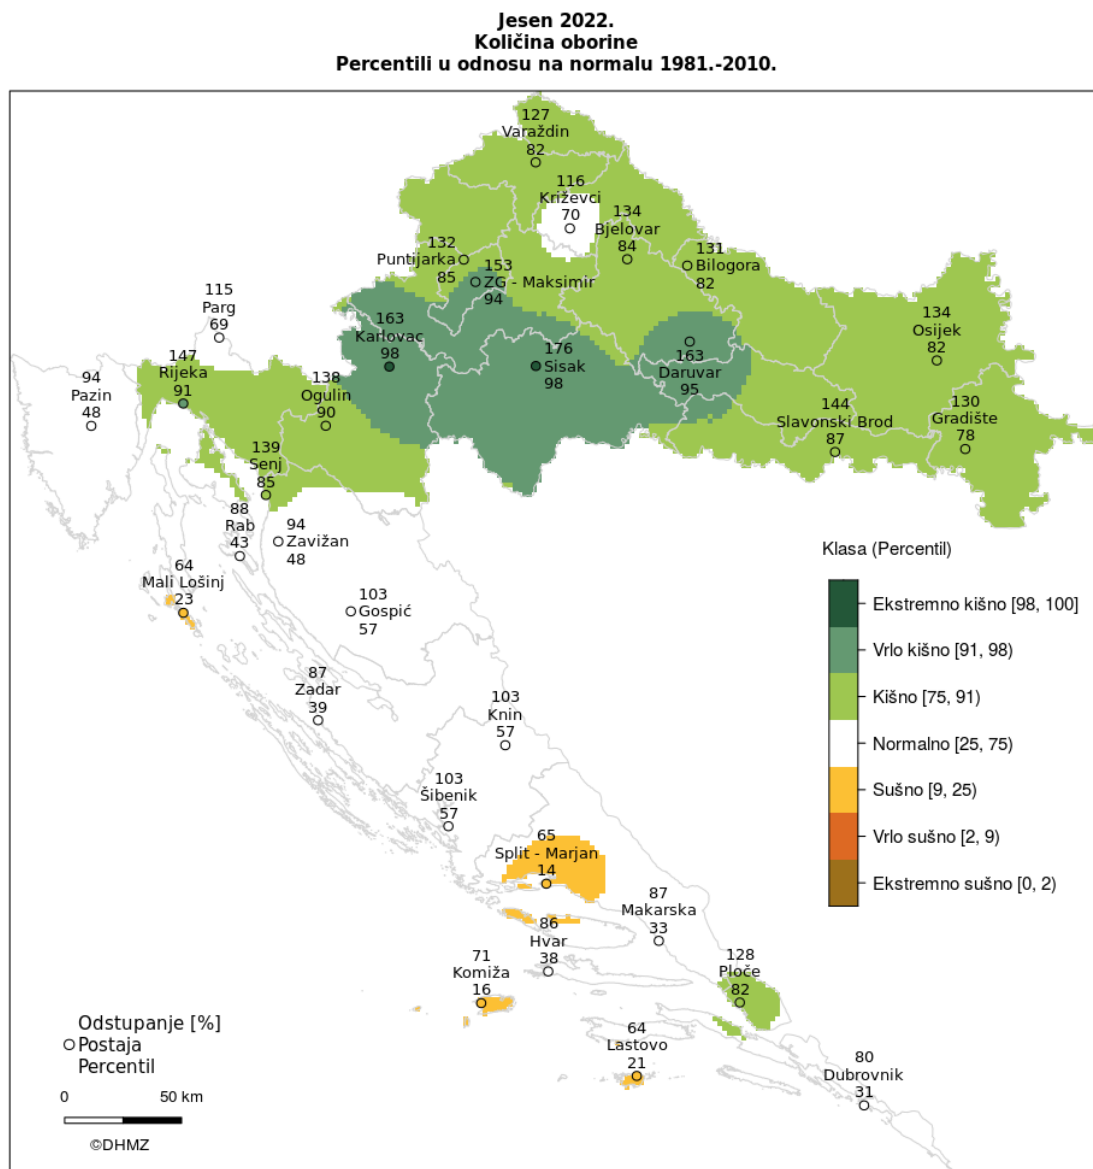 Jesen 2022.
Količina oborine
Percentili u odnosu na normalu 1981.-2010.
127
Varaždin
82
116
Križevci
70
134
Bjelovar
84
132
Puntijarka
85
153
ZG - Maksimir
94
131
Bilogora
82
115
Parg
69
163
Karlovac
98
176
Sisak
98
163
Daruvar
95
134
Osijek
82
94
Pazin
48
147
Rijeka
91
138
Ogulin
90
144
Slavonski Brod
87
130
Gradište
78
139
Senj
85
88
Rab
43
94
Zavižan
48
64
Mali Lošinj
23
103
Gospić
57
87
Zadar
39
103
Knin
57
103
Šibenik
57
65
Split - Marjan
14
87
Makarska
33
86
Hvar
38
71
Komiža
16
128
Ploče
82
64
Lastovo
21
80
Dubrovnik
31
Klasa (Percentil)
Ekstremno kišno [98, 100]
Vrlo kišno [91, 98)
Kišno [75, 91)
Normalno [25, 75)
Sušno [9, 25)
Vrlo sušno [2, 9)
Ekstremno sušno [0, 2)
Odstupanje [%]
Postaja
Percentil
0 50 km
©DHMZ